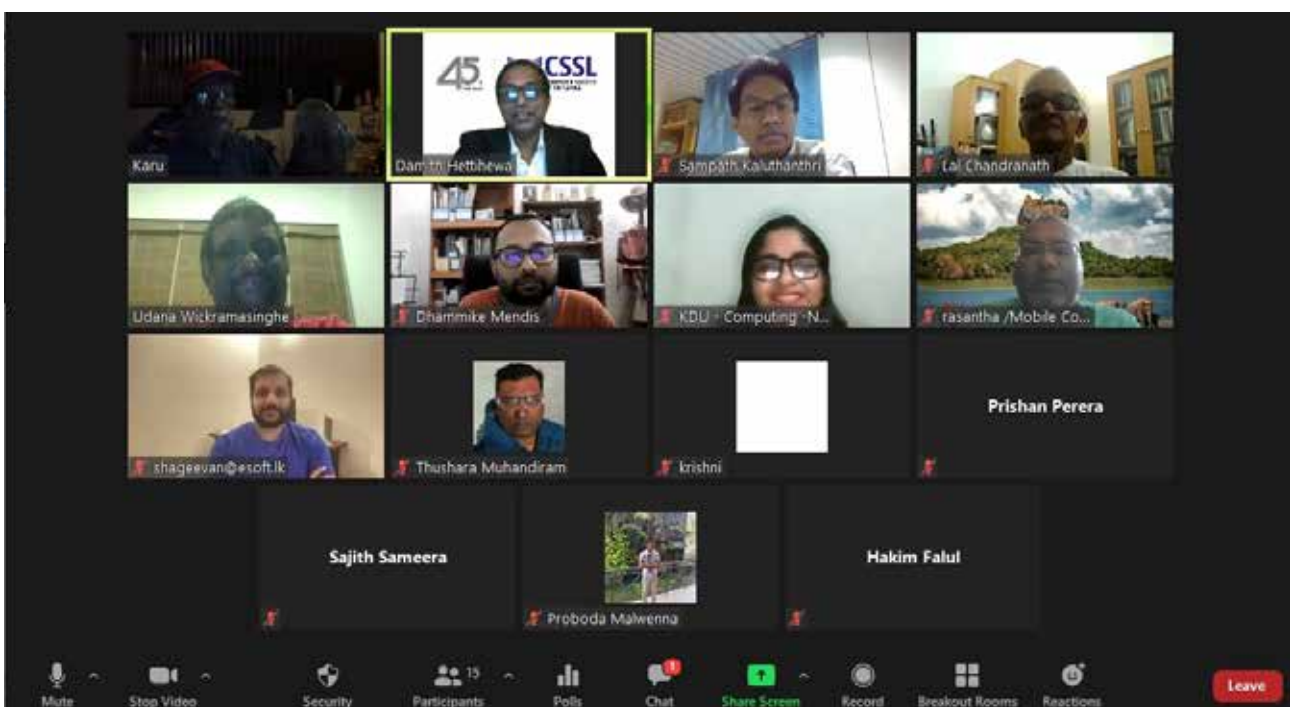 45
CSSL
Karu
Damith Hettihewa
Sampath Kaluthanthri
Lal Chandranath
Udana Wickramasinghe
Dhammike Mendis
KDU - Computing -N...
rasantha /Mobile Co...
shageevan@esoft.lk
Thushara Muhandiram
krishni
Prishan Perera
Sajith Sameera
Proboda Malwenna
Hakim Falul
15
1
Mute
Stop Video
Security
Participants
Polls
Chat
Share Screen
Record
Breakout Rooms
Reactions
Leave